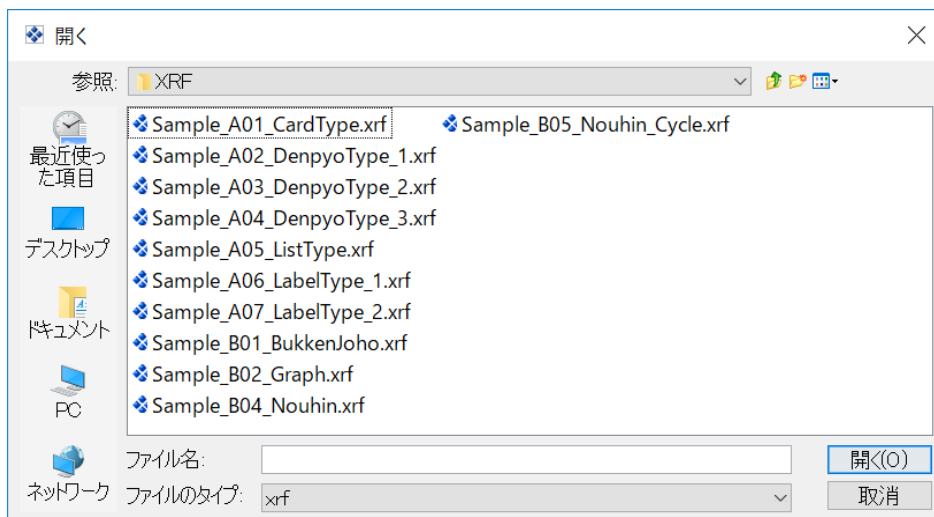 開く
参照: XRF
最近使っ
た項目
デスクトップ
ドキュメント
PC
ネットワーク
Sample_A01_CardType.xrf
Sample_A02_DenpyoType_1.xrf
Sample_A03_DenpyoType_2.xrf
Sample_A04_DenpyoType_3.xrf
Sample_A05_ListType.xrf
Sample_A06_LabelType_1.xrf
Sample_A07_LabelType_2.xrf
Sample_B01_BukkenJoho.xrf
Sample_B02_Graph.xrf
Sample_B04_Nouhin.xrf
Sample_B05_Nouhin_Cycle.xrf
ファイル名:
開く(O)
ファイルのタイプ: xrf
取消